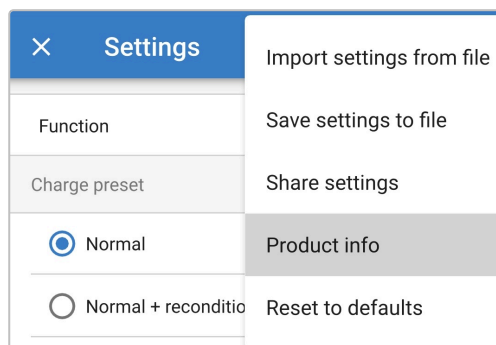 Settings
Import settings from file
Function
Save settings to file
Charge preset
Share settings
Normal
Product info
Normal + reconditio
Reset to defaults